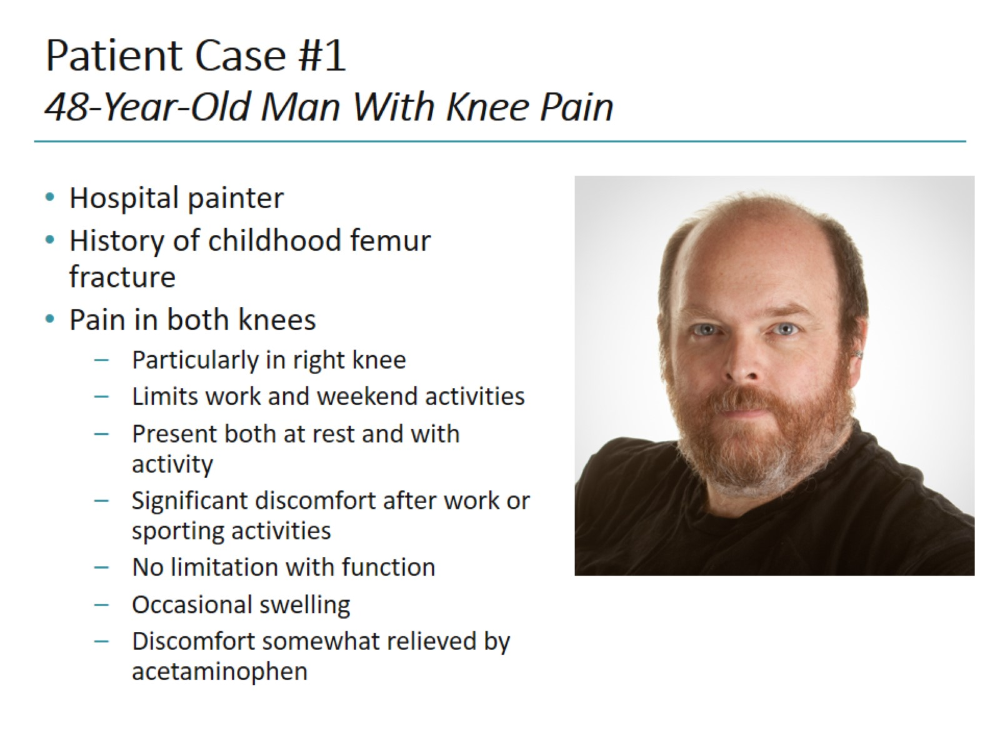 Patient Case #1
48-Year-Old Man With Knee Pain
• Hospital painter
• History of childhood femur
fracture
• Pain in both knees
– Particularly in right knee
– Limits work and weekend activities
– Present both at rest and with
activity
– Significant discomfort after work or
sporting activities
– No limitation with function
– Occasional swelling
– Discomfort somewhat relieved by
acetaminophen